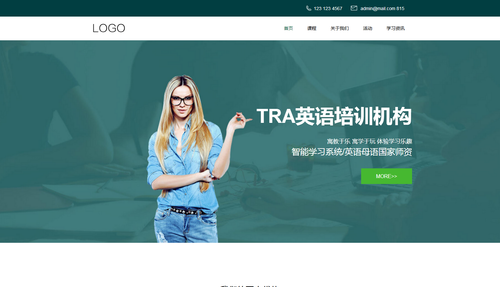 123 123 4567 admin@mail.com 815
LOGO
首页 课程 关于我们 活动 学习资讯
TRA英语培训机构
寓教于乐 寓学于玩 体验学习乐趣
智能学习系统/英语母语国家师资
MORE>>